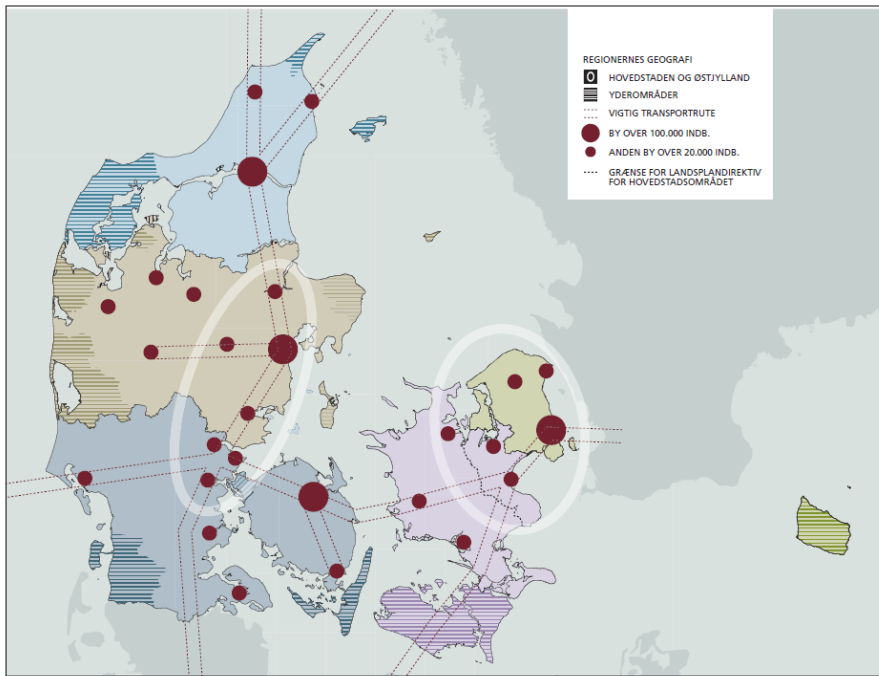 REGIONERNES GEOGRAFI
HOVEDSTADEN OG ØSTJYLLAND
YDEROMRÅDER
VIGTIG TRANSPORTRUTE
BY OVER 100.000 INDB.
ANDEN BY OVER 20.000 INDB.
GRÆNSE FOR LANDSPLANDIREKTIV
FOR HOVEDSTADSOMRÅDET